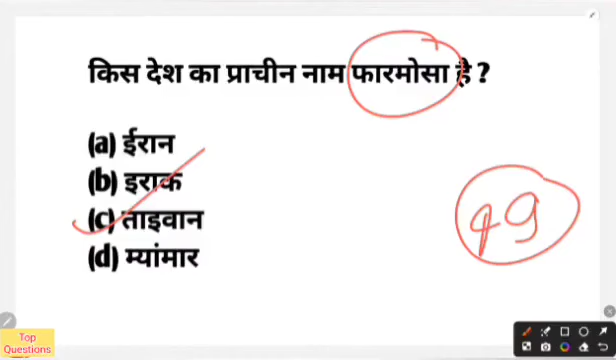 किस देश का प्राचीन नाम फारमोसा है ?
(a) ईरान
(b) इराक
(c) ताइवान
(d) म्यांमार
49
Top
Questions